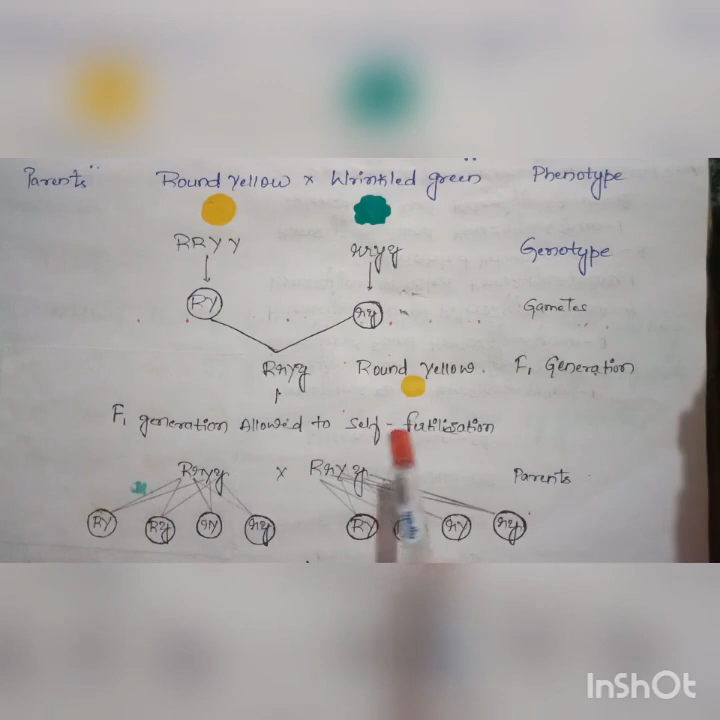 Parents Round Yellow x Wrinkled green Phenotype
RRYY rryy Genotype
RY ry Gametes
RrYy Round Yellow. F1 Generation
F1 generation Allowed to self-fertilisation
RrYy x RrYy Parents
RY Ry rY ry RY rY ry
InShOt